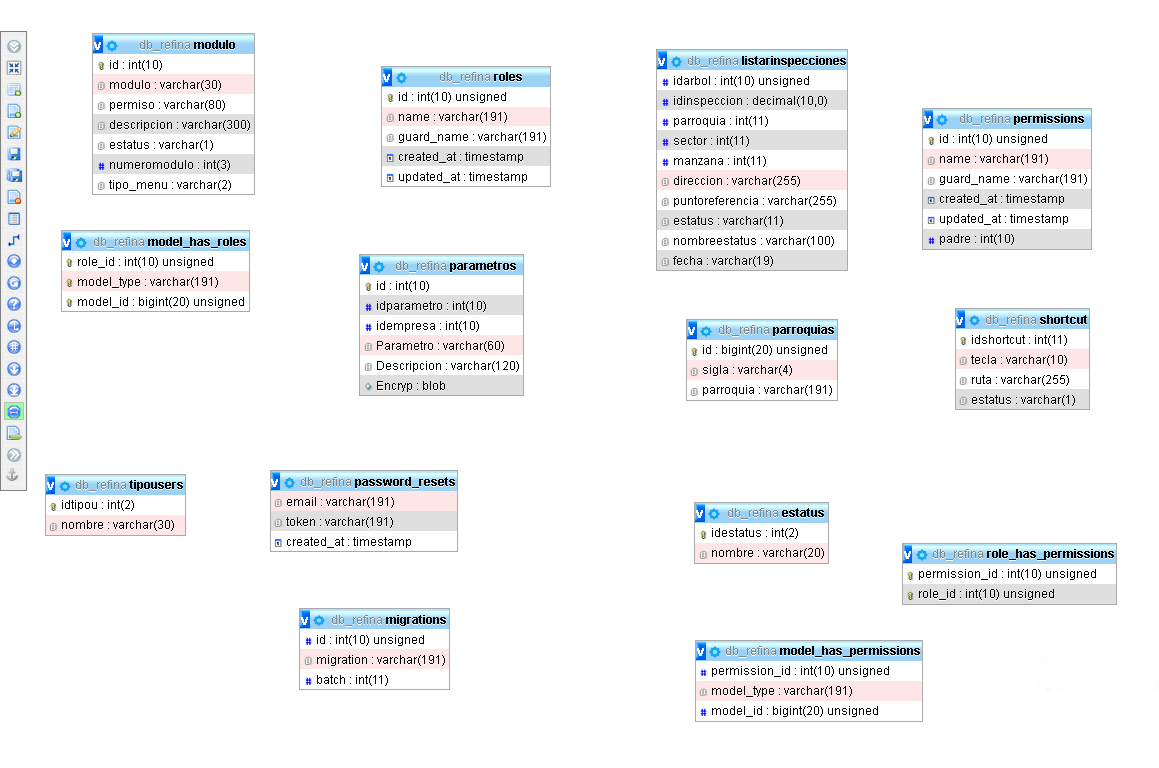 db_refina modulo
id : int(10)
modulo : varchar(30)
permiso : varchar(80)
descripcion : varchar(300)
estatus : varchar(1)
numeromodulo : int(3)
tipo_menu : varchar(2)
db_refina roles
id : int(10) unsigned
name : varchar(191)
guard_name : varchar(191)
created_at : timestamp
updated_at : timestamp
db_refina listarinspecciones
idarbol : int(10) unsigned
idinspeccion : decimal(10,0)
parroquia : int(11)
sector : int(11)
manzana : int(11)
direccion : varchar(255)
puntoreferencia : varchar(255)
estatus : varchar(11)
nombreestatus : varchar(100)
fecha : varchar(19)
db_refina permissions
id : int(10) unsigned
name : varchar(191)
guard_name : varchar(191)
created_at : timestamp
updated_at : timestamp
padre : int(10)
db_refina model_has_roles
role_id : int(10) unsigned
model_type : varchar(191)
model_id : bigint(20) unsigned
db_refina parametros
id : int(10)
idparametro : int(10)
idempresa : int(10)
Parametro : varchar(60)
Descripcion : varchar(120)
Encryp : blob
db_refina parroquias
id : bigint(20) unsigned
sigla : varchar(4)
parroquia : varchar(191)
db_refina shortcut
idshortcut : int(11)
tecla : varchar(10)
ruta : varchar(255)
estatus : varchar(1)
db_refina tipousers
idtipou : int(2)
nombre : varchar(30)
db_refina password_resets
email : varchar(191)
token : varchar(191)
created_at : timestamp
db_refina estatus
idestatus : int(2)
nombre : varchar(20)
db_refina role_has_permissions
permission_id : int(10) unsigned
role_id : int(10) unsigned
db_refina migrations
id : int(10) unsigned
migration : varchar(191)
batch : int(11)
db_refina model_has_permissions
permission_id : int(10) unsigned
model_type : varchar(191)
model_id : bigint(20) unsigned